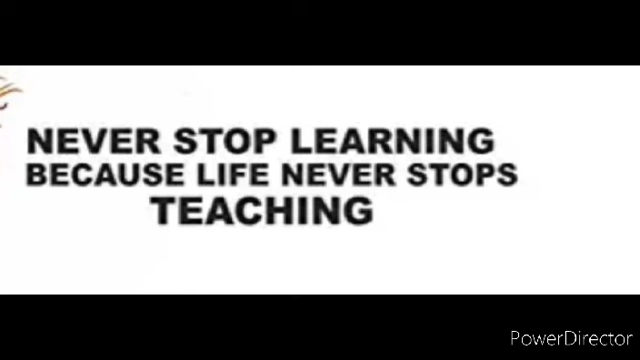 NEVER STOP LEARNING
BECAUSE LIFE NEVER STOPS
TEACHING
PowerDirector